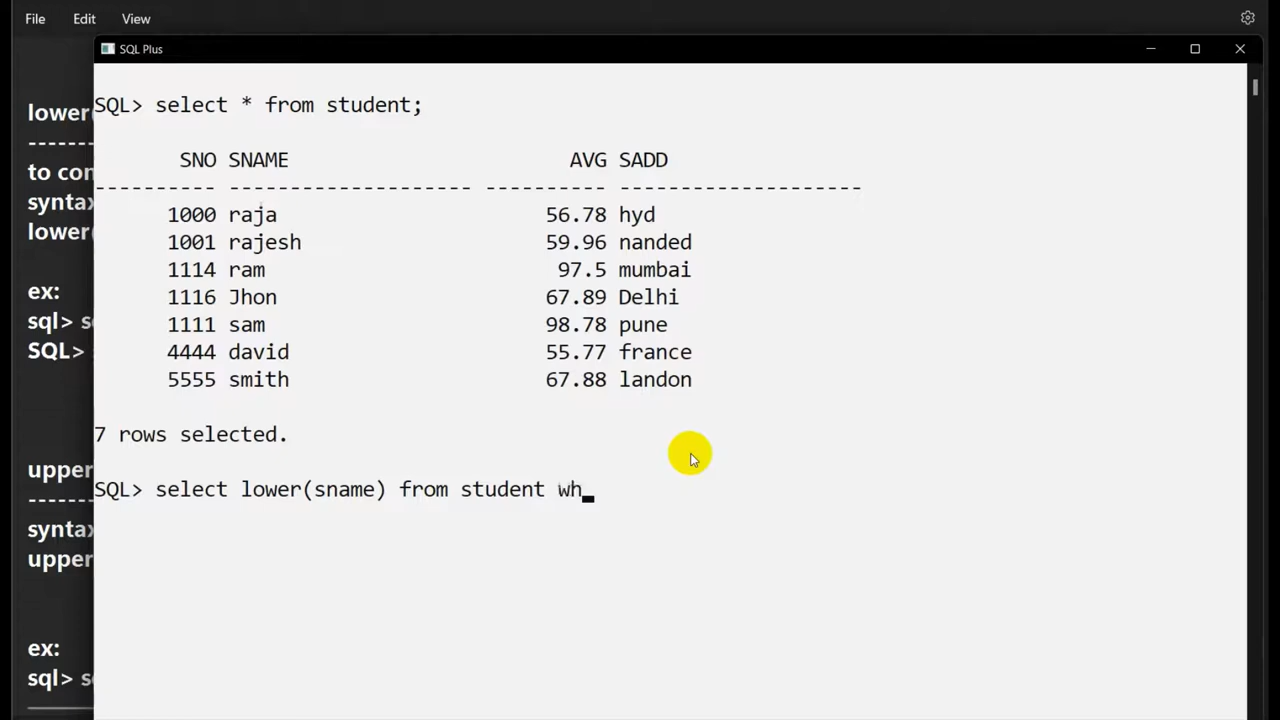 File Edit View
SQL Plus
lower(
--------
to con
syntax
lower(
ex:
sql> s
SQL>
upper
--------
syntax
upper
ex:
sql> s
SQL> select * from student;
SNO SNAME AVG SADD
---------- -------------------- ---------- --------------------
1000 raja 56.78 hyd
1001 rajesh 59.96 nanded
1114 ram 97.5 mumbai
1116 Jhon 67.89 Delhi
1111 sam 98.78 pune
4444 david 55.77 france
5555 smith 67.88 landon
7 rows selected.
SQL> select lower(sname) from student wh_